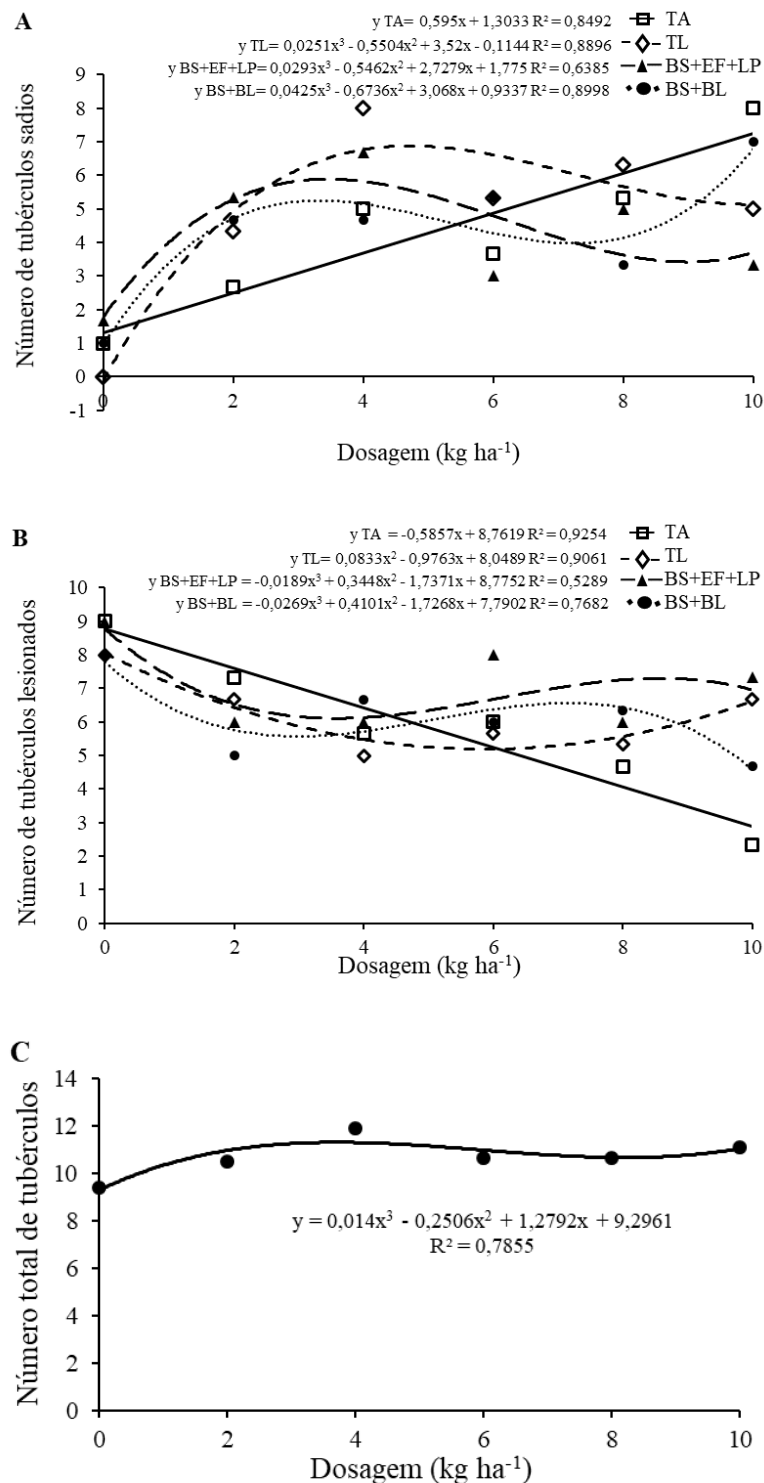 A
y TA= 0,595x + 1,3033 R² = 0,8492
TA
y TL= 0,0251x³ - 0,5504x² + 3,52x - 0,1144 R² = 0,8896
TL
y BS+EF+LP= 0,0293x³ - 0,5462x² + 2,7279x + 1,775 R² = 0,6385
BS+EF+LP
y BS+BL= 0,0425x³ - 0,6736x² + 3,068x + 0,9337 R² = 0,8998
BS+BL
Número de tubérculos sadios
9
8
7
6
5
4
3
2
1
0
-1
0 2 4 6 8 10
Dosagem (kg ha⁻¹)
B
y TA = -0,5857x + 8,7619 R² = 0,9254
TA
y TL= 0,0833x² - 0,9763x + 8,0489 R² = 0,9061
TL
y BS+EF+LP = -0,0189x³ + 0,3448x² - 1,7371x + 8,7752 R² = 0,5289
BS+EF+LP
y BS+BL = -0,0269x³ + 0,4101x² - 1,7268x + 7,7902 R² = 0,7682
BS+BL
Número de tubérculos lesionados
10
9
8
7
6
5
4
3
2
1
0
0 2 4 6 8 10
Dosagem (kg ha⁻¹)
C
Número total de tubérculos
14
12
10
8
6
4
2
0
y = 0,014x³ - 0,2506x² + 1,2792x + 9,2961
R² = 0,7855
0 2 4 6 8 10
Dosagem (kg ha⁻¹)